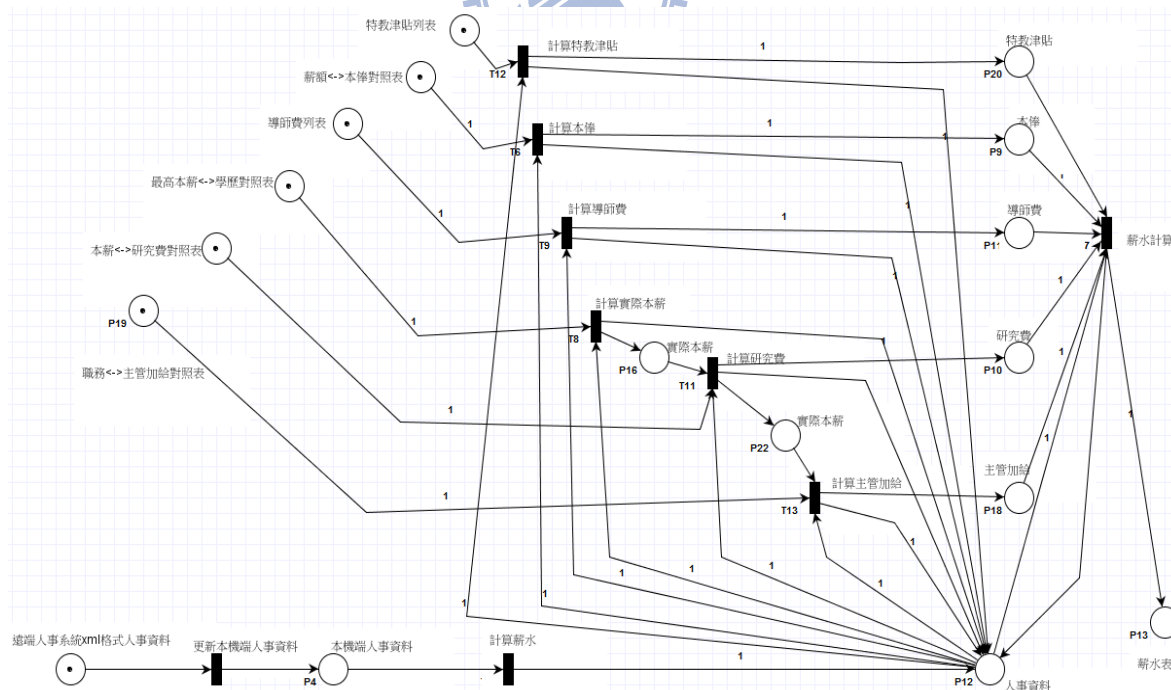 特教津貼列表
計算特教津貼
1
特教津貼
T12
P20
薪額<->本俸對照表
1
計算本俸
1
本俸
T6
1
P9
導師費列表
1
計算導師費
1
導師費
T9
1
P11
7
薪水計算
最高本薪<->學歷對照表
1
計算實際本薪
T8
1
實際本薪
P16
本薪<->研究費對照表
1
計算研究費
T11
1
研究費
P10
1
P19
職務<->主管加給對照表
1
實際本薪
P22
計算主管加給
T13
1
主管加給
P18
1
1
1
1
1
1
1
1
1
遠端人事系統xml格式人事資料
更新本機端人事資料
本機端人事資料
P4
計算薪水
1
P12
人事資料
P13
薪水表